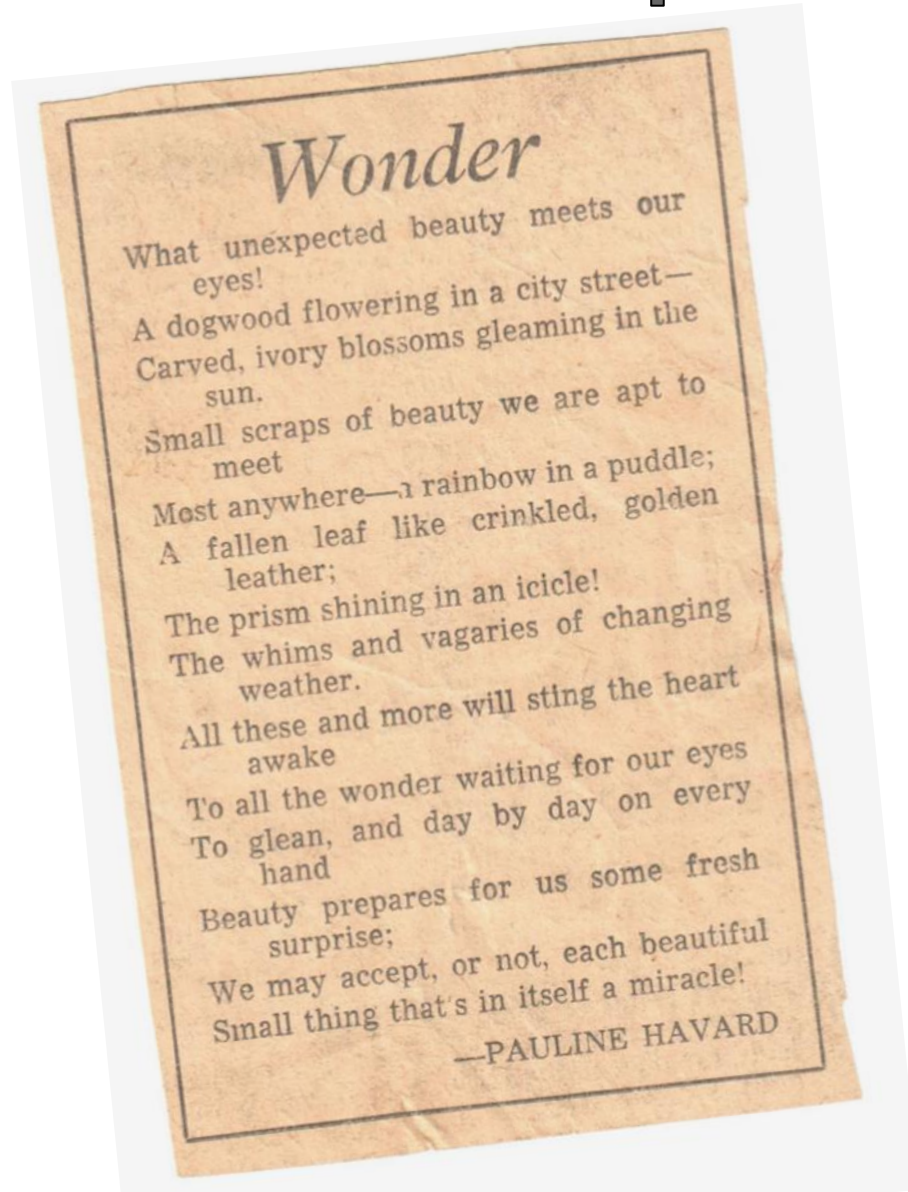 Wonder
What unexpected beauty meets our
eyes!
A dogwood flowering in a city street—
Carved, ivory blossoms gleaming in the
sun.
Small scraps of beauty we are apt to
meet
Most anywhere—a rainbow in a puddle;
A fallen leaf like crinkled, golden
leather;
The prism shining in an icicle!
The whims and vagaries of changing
weather.
All these and more will sting the heart
awake
To all the wonder waiting for our eyes
To glean, and day by day on every
hand
Beauty prepares for us some fresh
surprise;
We may accept, or not, each beautiful
Small thing that's in itself a miracle!
—PAULINE HAVARD